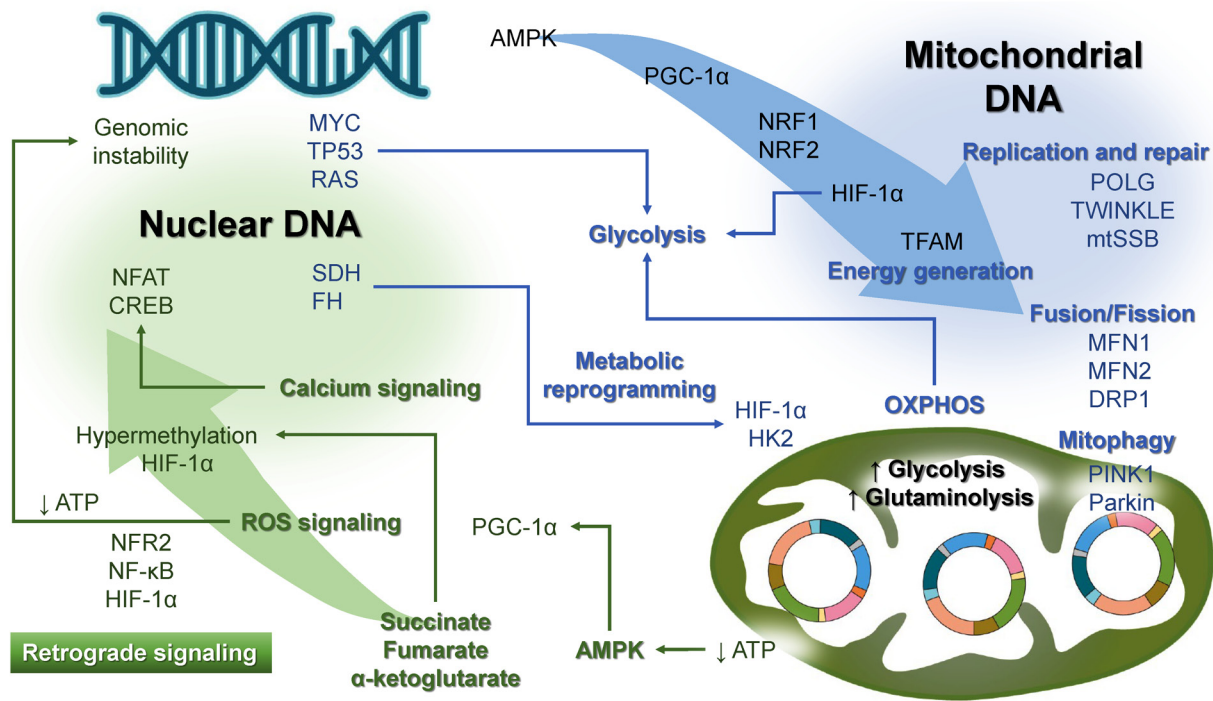 AMPK
PGC-1α
NRF1
NRF2
HIF-1α
TFAM
Energy generation
Mitochondrial
DNA
Replication and repair
POLG
TWINKLE
mtSSB
Fusion/Fission
MFN1
MFN2
DRP1
Mitophagy
PINK1
Parkin
Genomic
instability
MYC
TP53
RAS
Nuclear DNA
Glycolysis
NFAT
CREB
SDH
FH
Calcium signaling
Metabolic
reprogramming
OXPHOS
HIF-1α
HK2
↑ Glycolysis
↑ Glutaminolysis
Hypermethylation
HIF-1α
↓ ATP
ROS signaling
NFR2
NF-κB
HIF-1α
PGC-1α
Succinate
Fumarate
α-ketoglutarate
AMPK
↓ ATP
Retrograde signaling